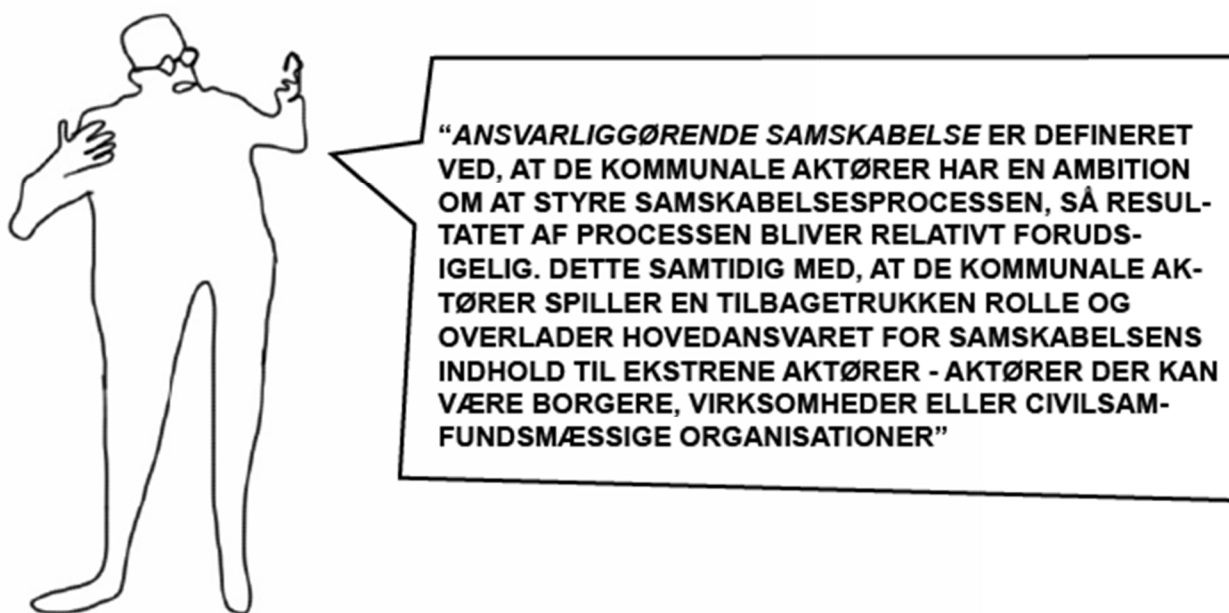 “ANSVARLIGGØRENDE SAMSKABELSE ER DEFINERET
VED, AT DE KOMMUNALE AKTØRER HAR EN AMBITION
OM AT STYRE SAMSKABELSESPROCESSEN, SÅ RESUL-
TATET AF PROCESSEN BLIVER RELATIVT FORUDS-
IGELIG. DETTE SAMTIDIG MED, AT DE KOMMUNALE AK-
TØRER SPILLER EN TILBAGETRUKKEN ROLLE OG
OVERLADER HOVEDANSVARET FOR SAMSKABELSENS
INDHOLD TIL EKSTRENE AKTØRER - AKTØRER DER KAN
VÆRE BORGERE, VIRKSOMHEDER ELLER CIVILSAM-
FUNDSMÆSSIGE ORGANISATIONER”